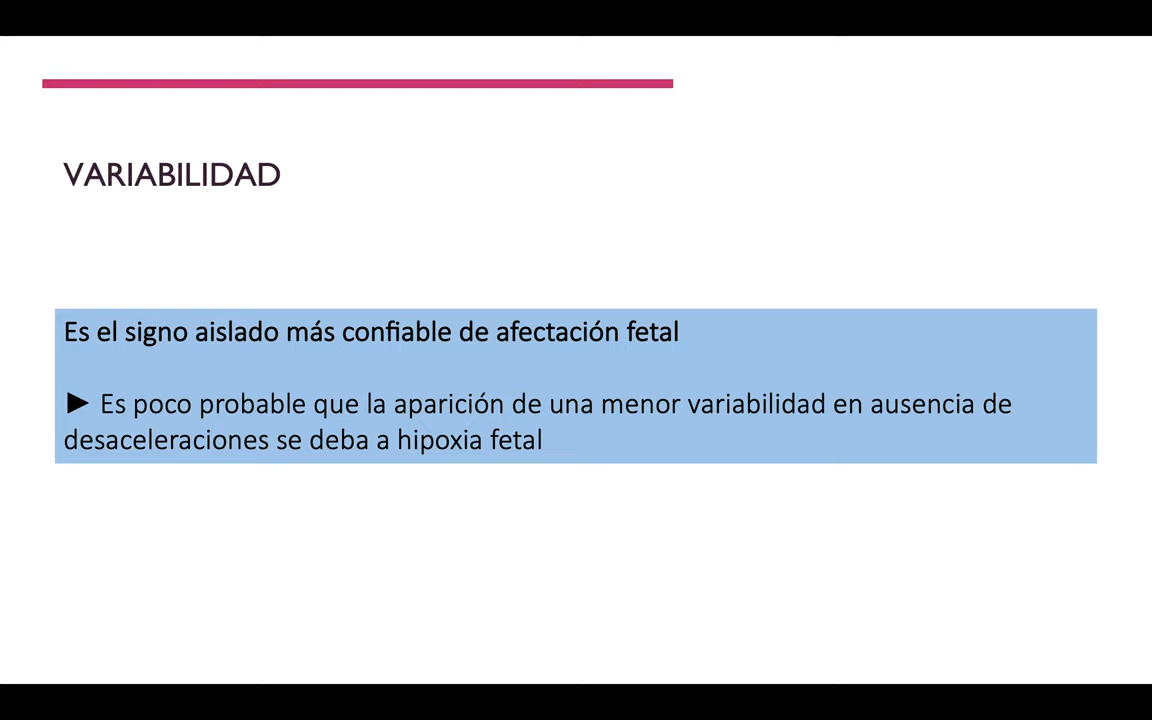 VARIABILIDAD
Es el signo aislado más confiable de afectación fetal
► Es poco probable que la aparición de una menor variabilidad en ausencia de
desaceleraciones se deba a hipoxia fetal